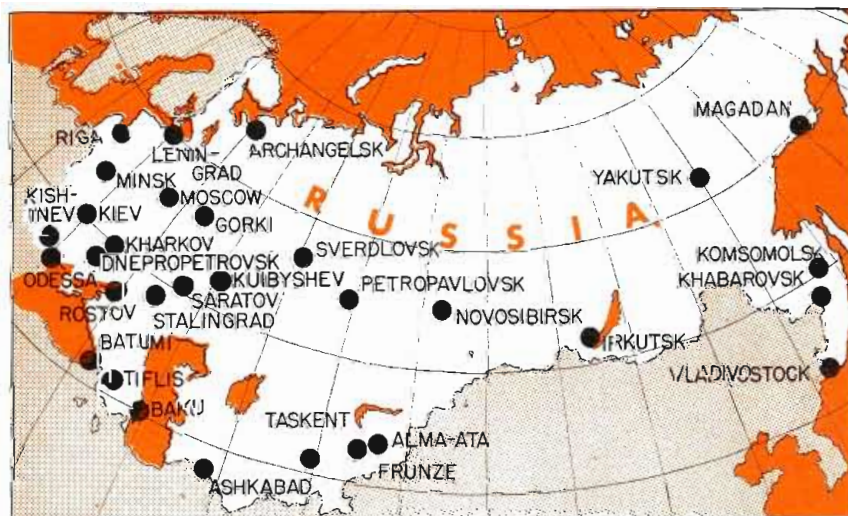 MAGADAN
RIGA
LENIN-
GRAD
ARCHANGELSK
MINSK
YAKUTSK
KISH-
INEV
KIEV
MOSCOW
GORKI
RUSSIA
KHARKOV
SVERDLOVSK
KOMSOMOLSK
ODESSA
DNEPROPETROVSK
KUIBYSHEV
PETROPAVLOVSK
KHABAROVSK
ROSTOV
SARATOV
STALINGRAD
NOVOSIBIRSK
BATUMI
IRKUTSK
TIFLIS
VLADIVOSTOCK
BAKU
TASKENT
ALMA-ATA
FRUNZE
ASHKABAD